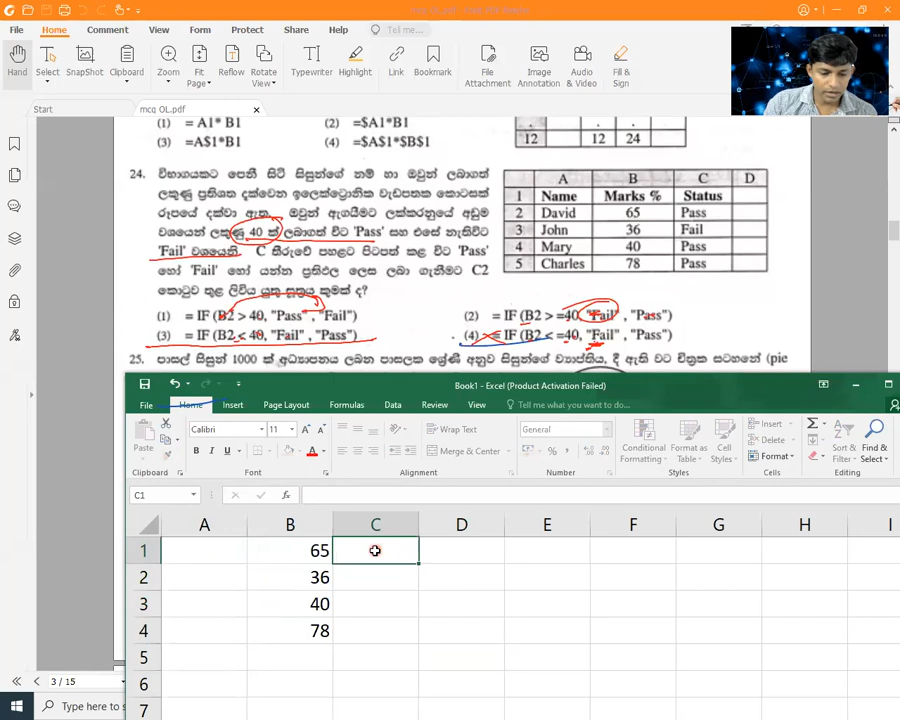 File Home Comment View Form Protect Share Help Tell me...
Hand Select SnapShot Clipboard Zoom Fit Page Reflow Rotate View Typewriter Highlight Link Bookmark File Attachment Image Annotation Audio & Video Fill & Sign
Start mcq OL.pdf
(1) = A1* B1 (2) =$A1*B1
(3) =A$1*B1 (4) =$A$1*$B$1
12 12 24
24. විභාගයකට පෙනී සිටි සිසුන්ගේ නම් හා ඔවුන් ලබාගත්
ලකුණු ප්‍රතිශත දක්වෙන ඉලෙක්ට්‍රොනික වැඩපතක කොටසක්
රූපයේ දක්වා ඇත. ඔවුන් ඇගයීමට ලක්කරනුයේ අඩුම
වශයෙන් ලකුණු 40 ක් ලබාගත් විට 'Pass' සහ එසේ නැතිවිට
'Fail' වශයෙනි. C තීරුවේ පහළට පිටපත් කළ විට 'Pass'
හෝ 'Fail' හෝ යන්න ප්‍රතිඵල ලෙස ලබා ගැනීමට C2
කොටුව තුළ ලිවිය යුතු සූත්‍රය කුමක් ද?
A B C D
1 Name Marks % Status
2 David 65 Pass
3 John 36 Fail
4 Mary 40 Pass
5 Charles 78 Pass
(1) = IF (B2 > 40, "Pass" , "Fail") (2) = IF (B2 > =40, "Fail" , "Pass")
(3) = IF (B2 < 40, "Fail" , "Pass") (4) = IF (B2 < =40, "Fail" , "Pass")
25. පාසල් සිසුන් 1000 ක් අධ්‍යාපනය ලබන පාසලක ශ්‍රේණි අනුව සිසුන්ගේ ව්‍යාප්තිය, දී ඇති වට චිත්‍රක සටහනේ (pie
Book1 - Excel (Product Activation Failed)
File Home Insert Page Layout Formulas Data Review View Tell me what you want to do...
Paste Calibri 11 B I U A Wrap Text Merge & Center General % Conditional Formatting Format as Table Cell Styles Insert Delete Format Sort & Filter Find & Select
Clipboard Font Alignment Number Styles Cells Editing
C1 fx
A B C D E F G H I
1 65
2 36
3 40
4 78
5
6
7
3 / 15
Type here to s